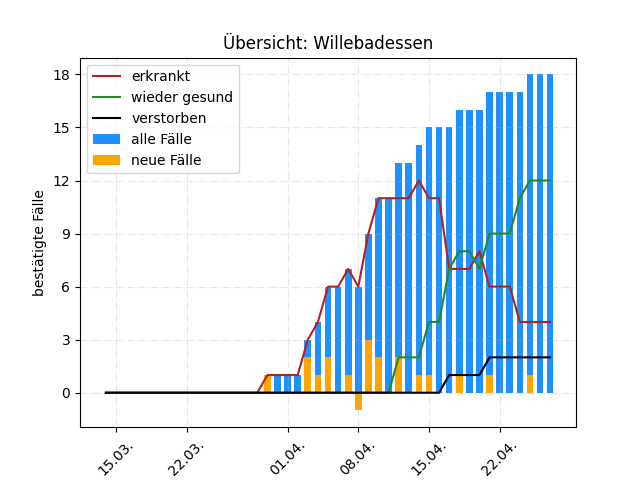 Übersicht: Willebadessen
erkrankt
wieder gesund
verstorben
alle Fälle
neue Fälle
bestätigte Fälle
18
15
12
9
6
3
0
15.03.
22.03.
01.04.
08.04.
15.04.
22.04.